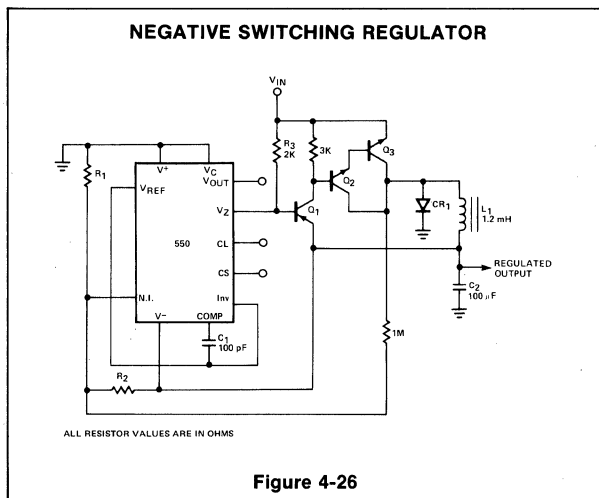 NEGATIVE SWITCHING REGULATOR
VIN
R3
2K
3K
Q3
Q2
Q1
R1
V+
VC
VOUT
VREF
VZ
550
CL
CS
N.I.
Inv
V−
COMP
C1
100 pF
R2
CR1
L1
1.2 mH
REGULATED
OUTPUT
C2
100 µF
1M
ALL RESISTOR VALUES ARE IN OHMS
Figure 4-26